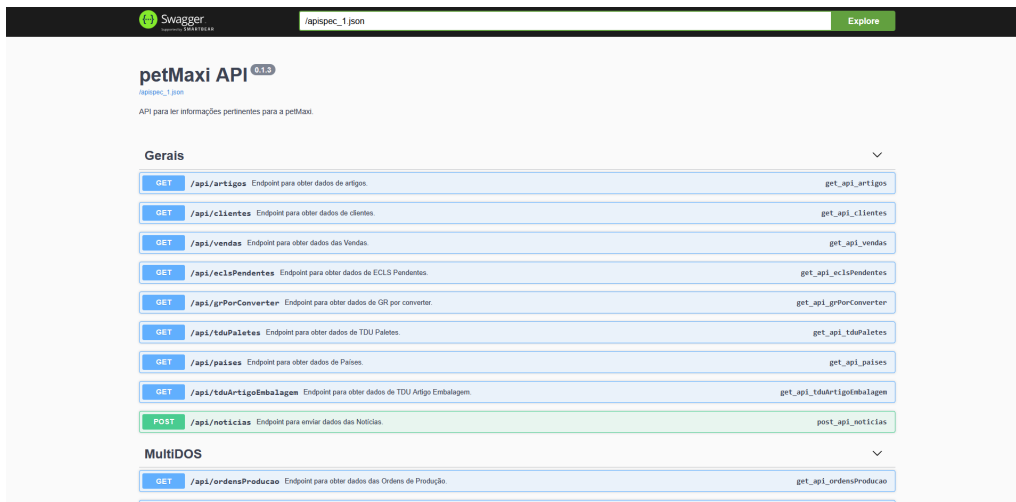 Swagger
Supported by SMARTBEAR
/apispec_1.json
Explore
petMaxi API 0.1.3
/apispec_1.json
API para ler informações pertinentes para a petMaxi.
Gerais
GET /api/artigos Endpoint para obter dados de artigos. get_api_artigos
GET /api/clientes Endpoint para obter dados de clientes. get_api_clientes
GET /api/vendas Endpoint para obter dados das Vendas. get_api_vendas
GET /api/eclsPendentes Endpoint para obter dados de ECLS Pendentes. get_api_eclsPendentes
GET /api/grPorConverter Endpoint para obter dados de GR por converter. get_api_grPorConverter
GET /api/tduPaletes Endpoint para obter dados de TDU Paletes. get_api_tduPaletes
GET /api/paises Endpoint para obter dados de Países. get_api_paises
GET /api/tduArtigoEmbalagem Endpoint para obter dados de TDU Artigo Embalagem. get_api_tduArtigoEmbalagem
POST /api/noticias Endpoint para enviar dados das Notícias. post_api_noticias
MultiDOS
GET /api/ordensProducao Endpoint para obter dados das Ordens de Produção. get_api_ordensProducao